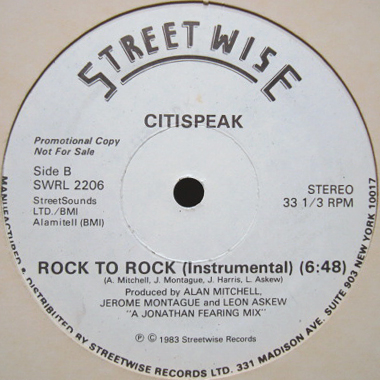 STREETWISE
CITISPEAK
Promotional Copy
Not For Sale
Side B
SWRL 2206
StreetSounds
LTD./BMI
Alamitell (BMI)
STEREO
33 1/3 RPM
ROCK TO ROCK (Instrumental) (6:48)
(A. Mitchell, J. Montague, J. Harris, L. Askew)
Produced by ALAN MITCHELL,
JEROME MONTAGUE and LEON ASKEW
"A JONATHAN FEARING MIX"
℗ © 1983 Streetwise Records
MANUFACTURED & DISTRIBUTED BY STREETWISE RECORDS LTD. 331 MADISON AVE. SUITE 903 NEW YORK 10017